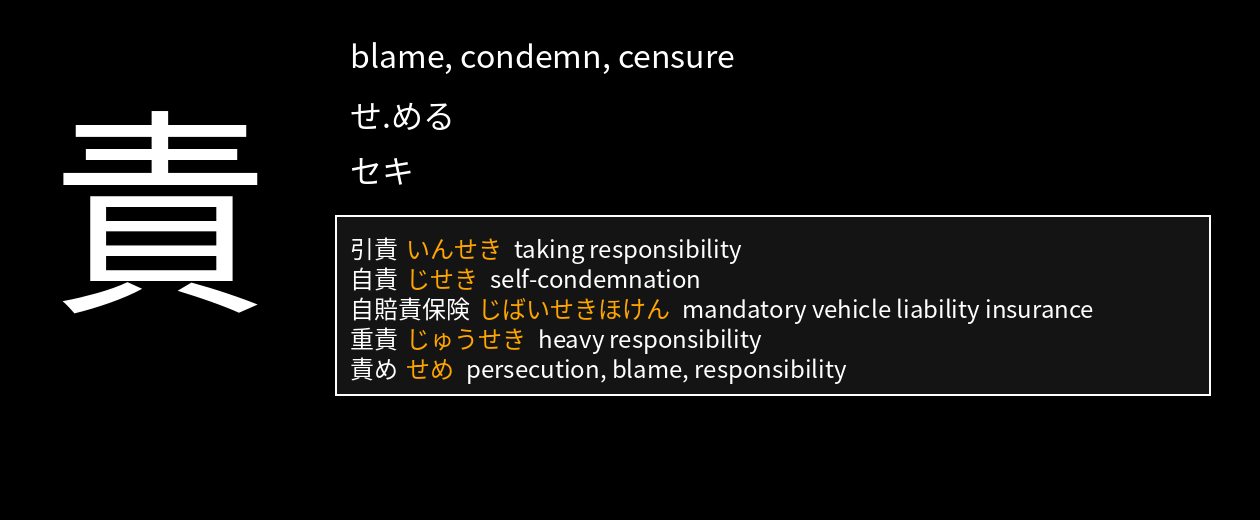 責
blame, condemn, censure
せ.める
セキ
引責 いんせき taking responsibility
自責 じせき self-condemnation
自賠責保険 じばいせきほけん mandatory vehicle liability insurance
重責 じゅうせき heavy responsibility
責め せめ persecution, blame, responsibility